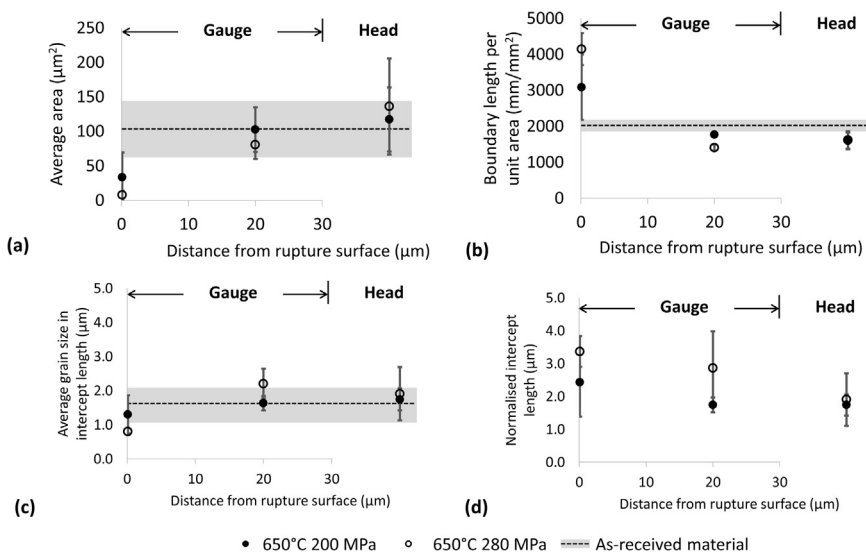 250
200
150
100
50
0
Average area (µm²)
Gauge
Head
0 10 20 30
Distance from rupture surface (µm)
(a)
5000
4000
3000
2000
1000
0
Boundary length per
unit area (mm/mm²)
Gauge
Head
0 10 20 30
Distance from rupture surface (µm)
(b)
5.0
4.0
3.0
2.0
1.0
0.0
Average grain size in
intercept length (µm)
Gauge
Head
0 10 20 30
Distance from rupture surface (µm)
(c)
5.0
4.0
3.0
2.0
1.0
0.0
Normalised intercept
length (µm)
Gauge
Head
0 10 20 30
Distance from rupture surface (µm)
(d)
650°C 200 MPa 650°C 280 MPa As-received material